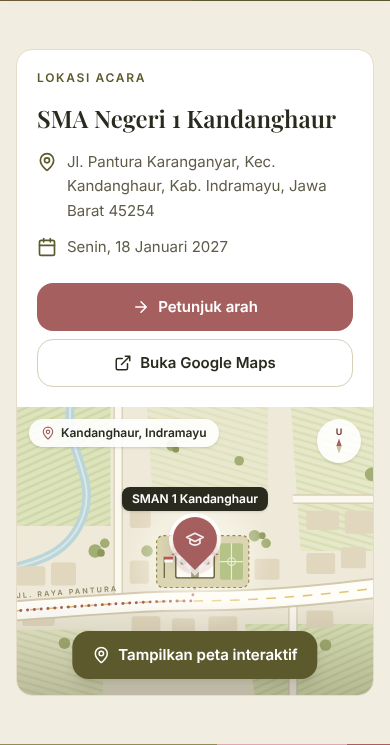 LOKASI ACARA
SMA Negeri 1 Kandanghaur
Jl. Pantura Karanganyar, Kec.
Kandanghaur, Kab. Indramayu, Jawa
Barat 45254
Senin, 18 Januari 2027
Petunjuk arah
Buka Google Maps
Kandanghaur, Indramayu
U
SMAN 1 Kandanghaur
JL. RAYA PANTURA
Tampilkan peta interaktif